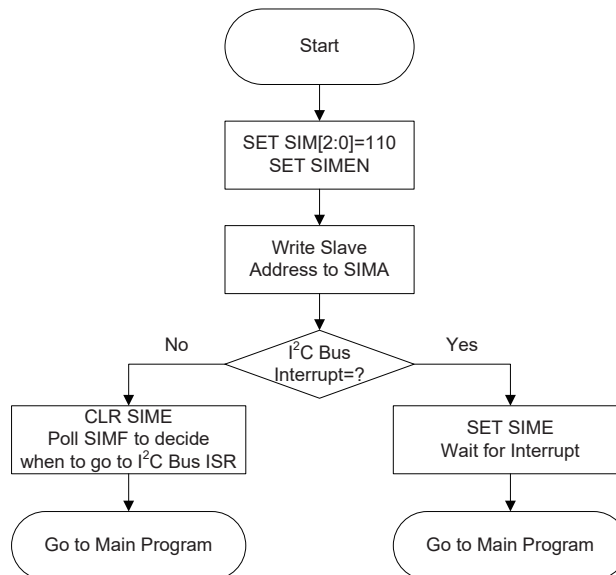 Start
SET SIM[2:0]=110
SET SIMEN
Write Slave
Address to SIMA
No
I²C Bus
Interrupt=?
Yes
CLR SIME
Poll SIMF to decide
when to go to I²C Bus ISR
SET SIME
Wait for Interrupt
Go to Main Program
Go to Main Program